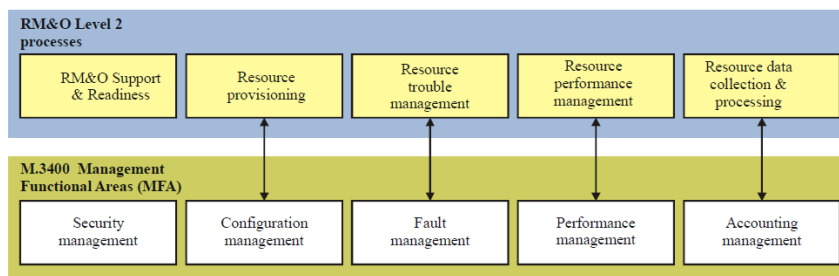 RM&O Level 2
processes
RM&O Support
& Readiness
Resource
provisioning
Resource
trouble
management
Resource
performance
management
Resource data
collection &
processing
M.3400 Management
Functional Areas (MFA)
Security
management
Configuration
management
Fault
management
Performance
management
Accounting
management